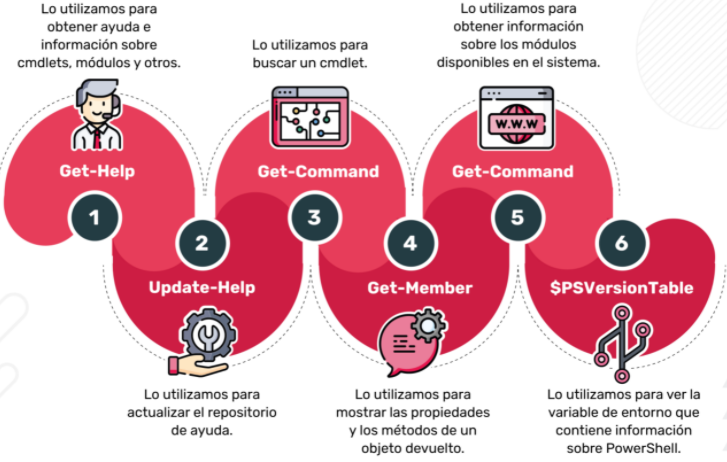 Lo utilizamos para
obtener ayuda e
información sobre
cmdlets, módulos y otros.
Get-Help
1
2
Update-Help
Lo utilizamos para
actualizar el repositorio
de ayuda.
Lo utilizamos para
buscar un cmdlet.
Get-Command
3
4
Get-Member
Lo utilizamos para
mostrar las propiedades
y los métodos de un
objeto devuelto.
Lo utilizamos para
obtener información
sobre los módulos
disponibles en el sistema.
W.W.W
Get-Command
5
6
$PSVersionTable
Lo utilizamos para ver la
variable de entorno que
contiene información
sobre PowerShell.